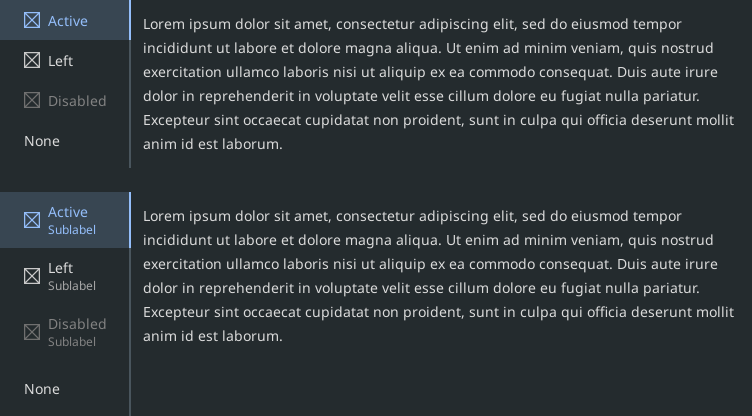 Active
Left
Disabled
None
Lorem ipsum dolor sit amet, consectetur adipiscing elit, sed do eiusmod tempor
incididunt ut labore et dolore magna aliqua. Ut enim ad minim veniam, quis nostrud
exercitation ullamco laboris nisi ut aliquip ex ea commodo consequat. Duis aute irure
dolor in reprehenderit in voluptate velit esse cillum dolore eu fugiat nulla pariatur.
Excepteur sint occaecat cupidatat non proident, sunt in culpa qui officia deserunt mollit
anim id est laborum.
Active
Sublabel
Left
Sublabel
Disabled
Sublabel
None
Lorem ipsum dolor sit amet, consectetur adipiscing elit, sed do eiusmod tempor
incididunt ut labore et dolore magna aliqua. Ut enim ad minim veniam, quis nostrud
exercitation ullamco laboris nisi ut aliquip ex ea commodo consequat. Duis aute irure
dolor in reprehenderit in voluptate velit esse cillum dolore eu fugiat nulla pariatur.
Excepteur sint occaecat cupidatat non proident, sunt in culpa qui officia deserunt mollit
anim id est laborum.